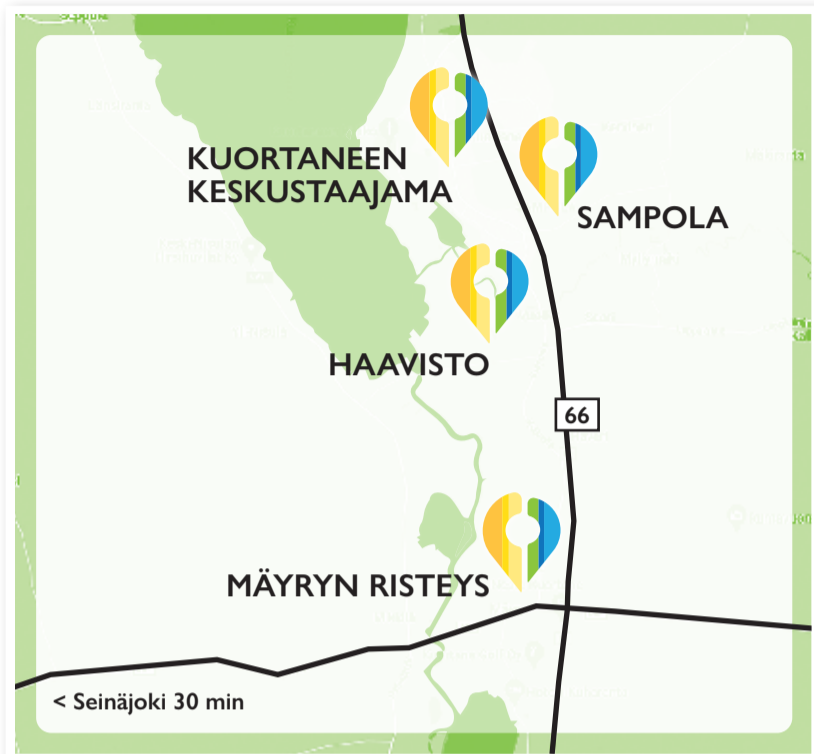 KUORTANEEN
KESKUSTAAJAMA
SAMPOLA
HAAVISTO
66
MÄYRYN RISTEYS
< Seinäjoki 30 min